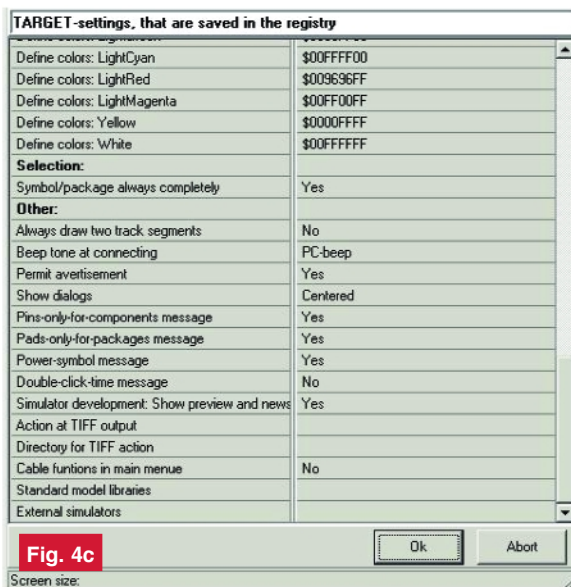 TARGET-settings, that are saved in the registry
Define colors: LightCyan $00FFFF00
Define colors: LightRed $009696FF
Define colors: LightMagenta $00FF00FF
Define colors: Yellow $0000FFFF
Define colors: White $00FFFFFF
Selection:
Symbol/package always completely Yes
Other:
Always draw two track segments No
Beep tone at connecting PC-beep
Permit avertisement Yes
Show dialogs Centered
Pins-only-for-components message Yes
Pads-only-for-packages message Yes
Power-symbol message Yes
Double-click-time message No
Simulator development: Show preview and news Yes
Action at TIFF output
Directory for TIFF action
Cable funtions in main menue No
Standard model libraries
External simulators
Fig. 4c Ok Abort
Screen size: